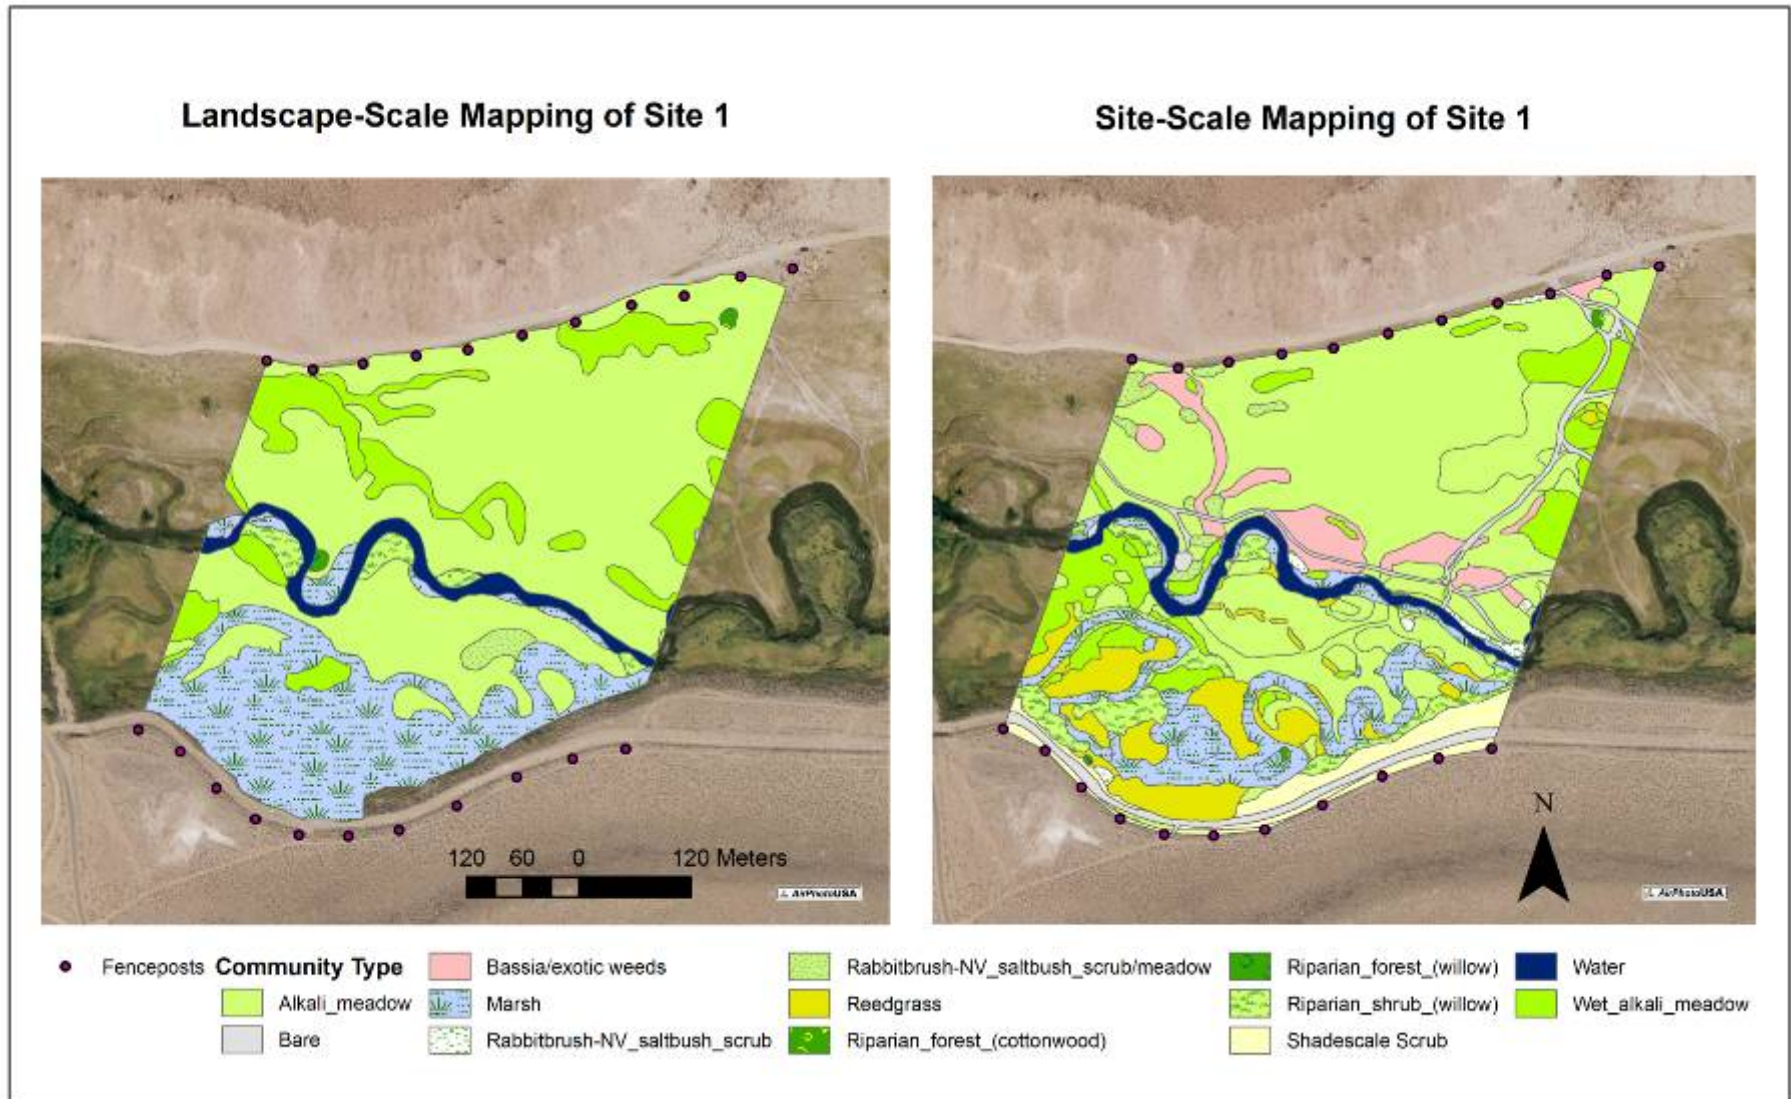 Landscape-Scale Mapping of Site 1
Site-Scale Mapping of Site 1
N
120 60 0 120 Meters
AirPhotoUSA
AirPhotoUSA
Fenceposts
Community Type
Alkali_meadow
Bare
Bassia/exotic weeds
Marsh
Rabbitbrush-NV_saltbush_scrub
Rabbitbrush-NV_saltbush_scrub/meadow
Reedgrass
Riparian_forest_(cottonwood)
Riparian_forest_(willow)
Riparian_shrub_(willow)
Shadescale Scrub
Water
Wet_alkali_meadow